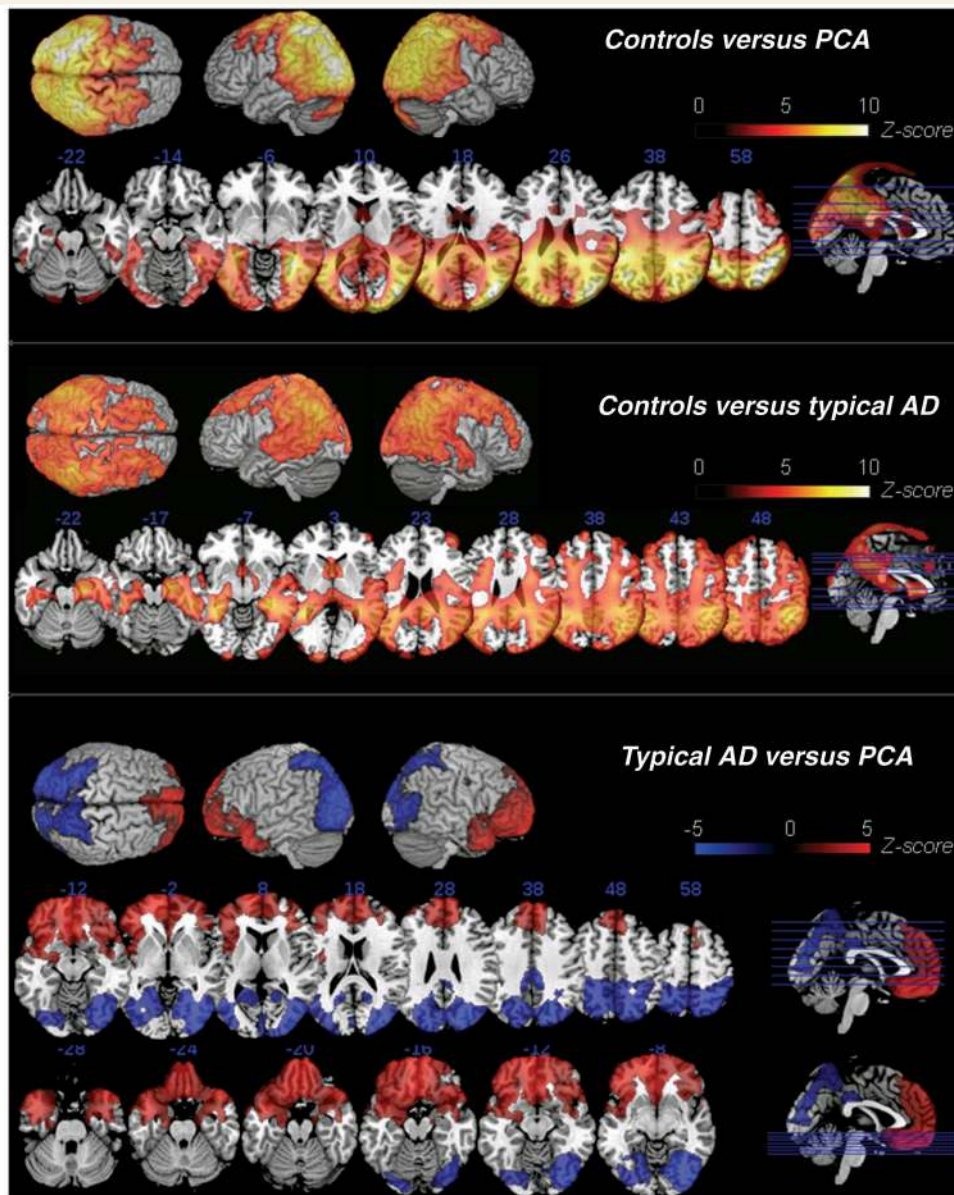 Controls versus PCA
0 5 10
Z-score
-22 -14 -6 10 18 26 38 58
Controls versus typical AD
0 5 10
Z-score
-22 -17 -7 3 23 28 38 43 48
Typical AD versus PCA
-5 0 5
Z-score
-12 -2 8 18 28 38 48 58
-28 -24 -20 -16 -12 -8